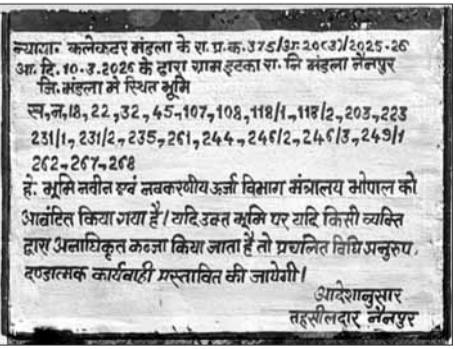 न्याया॰ कलेक्टर मंडला के रा.प्र.क.375/अ-20(3)/2025-26
आ. दि. 10-3.2026 के द्वारा ग्राम इटका रा. नि मंडला नैनपुर
जि.मंडला मे स्थित भूमि
ख,न,18,22,32,45-107,108,118/1-118/2,203-223
231/1,231/2,235,261,244,246/2,246/3,249/1
262-267-268
हे. भूमि नवीन एवं नवकरणीय ऊर्जा विभाग मंत्रालय भोपाल को
आवंटित किया गया है / यदि उक्त भूमि पर यदि किसी व्यक्ति
द्वारा अनाधिकृत कब्जा किया जाता है तो प्रचलित विधि अनुरुप.
दण्डात्मक कार्यवाही प्रस्तावित की जायेगी।
आदेशानुसार
तहसीलदार नैनपुर